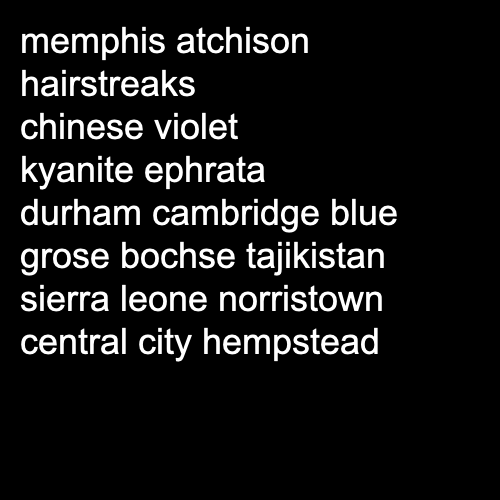 memphis atchison
hairstreaks
chinese violet
kyanite ephrata
durham cambridge blue
grose bochse tajikistan
sierra leone norristown
central city hempstead